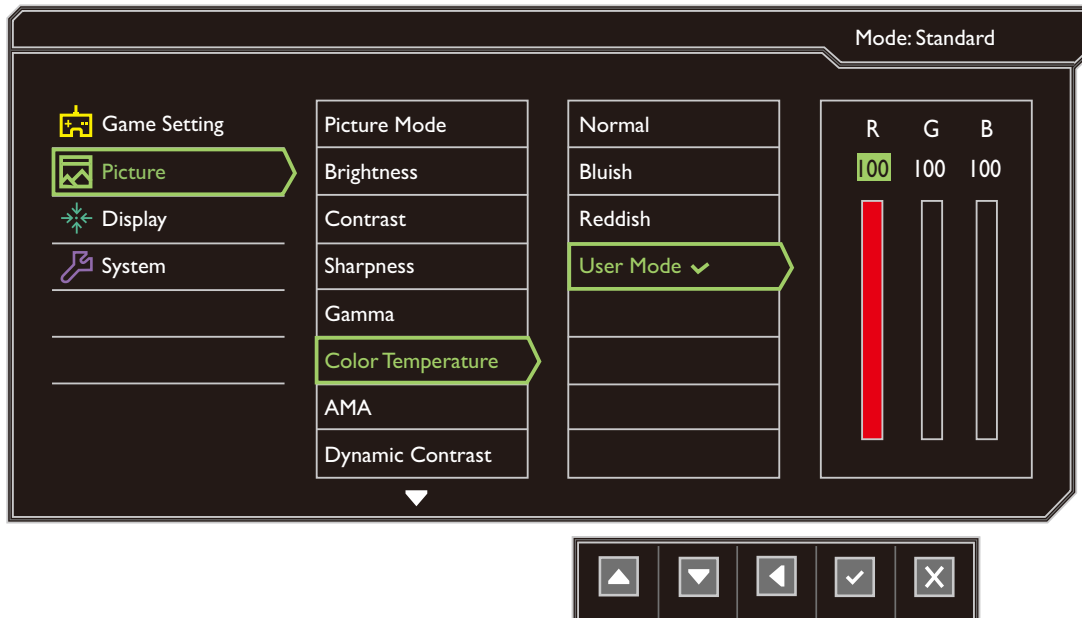 Mode: Standard
Game Setting
Picture
Display
System
Picture Mode
Brightness
Contrast
Sharpness
Gamma
Color Temperature
AMA
Dynamic Contrast
Normal
Bluish
Reddish
User Mode
R G B
100 100 100